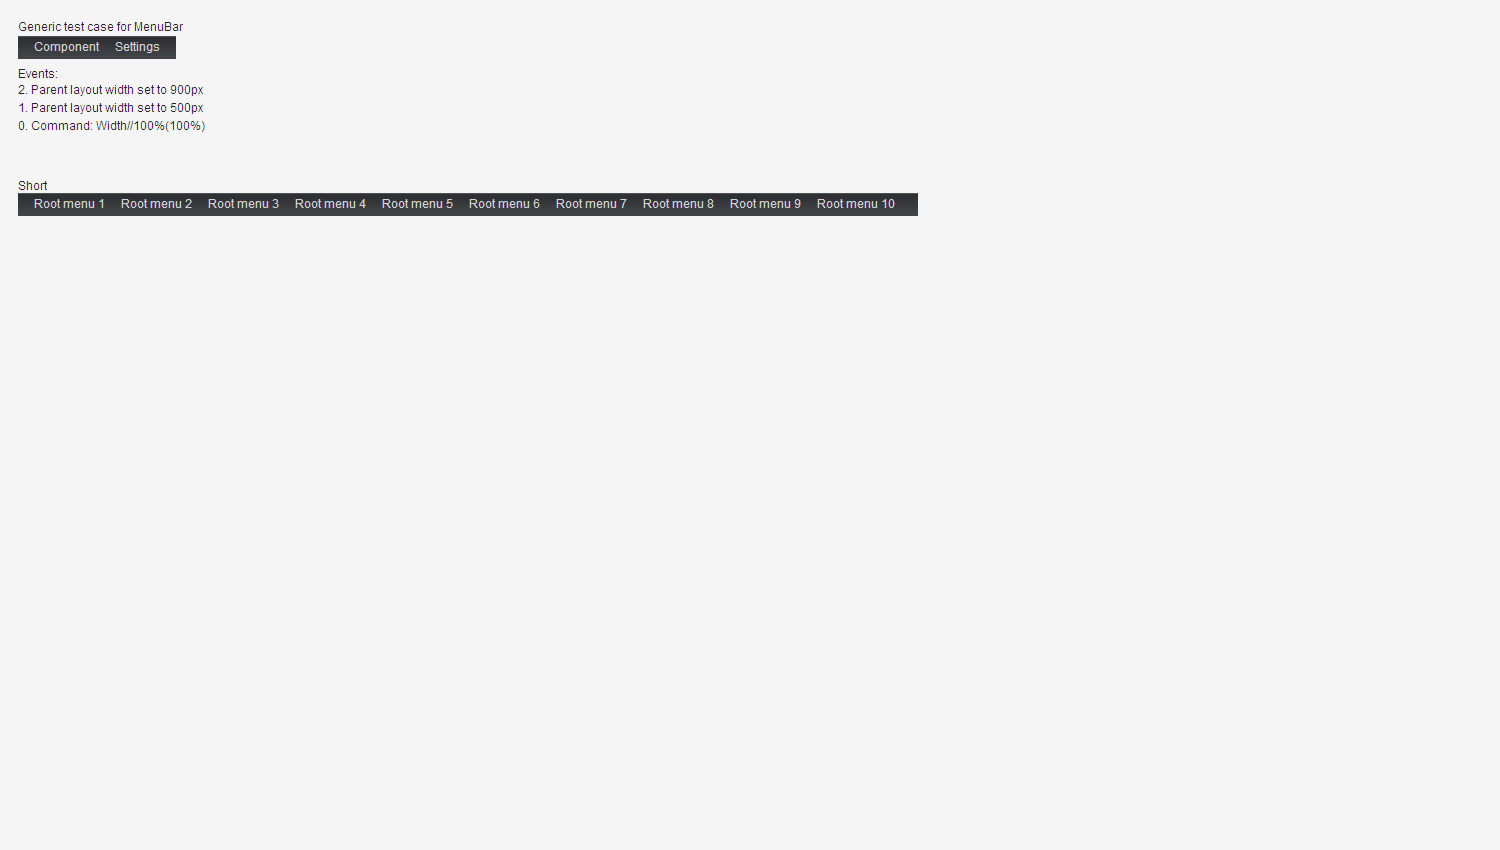 Generic test case for MenuBar
Component Settings
Events:
2. Parent layout width set to 900px
1. Parent layout width set to 500px
0. Command: Width//100%(100%)
Short
Root menu 1 Root menu 2 Root menu 3 Root menu 4 Root menu 5 Root menu 6 Root menu 7 Root menu 8 Root menu 9 Root menu 10